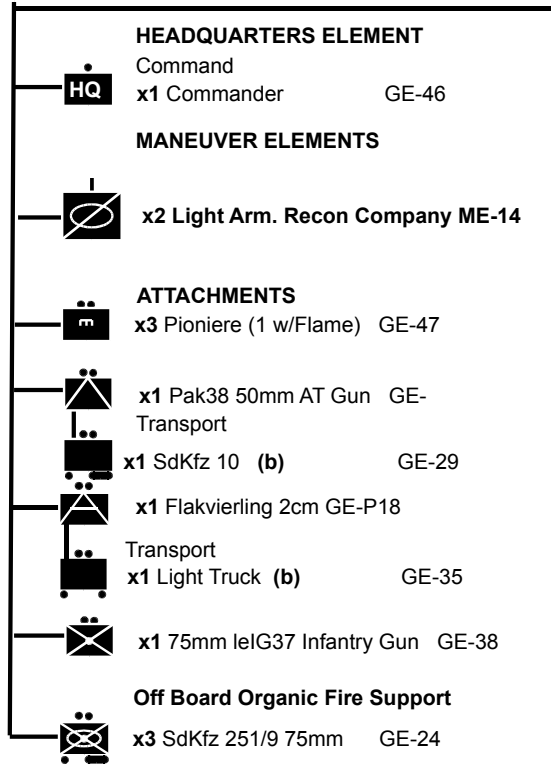 HEADQUARTERS ELEMENT
Command
HQ x1 Commander GE-46
MANEUVER ELEMENTS
x2 Light Arm. Recon Company ME-14
ATTACHMENTS
x3 Pioniere (1 w/Flame) GE-47
x1 Pak38 50mm AT Gun GE-
Transport
x1 SdKfz 10 (b) GE-29
x1 Flakvierling 2cm GE-P18
Transport
x1 Light Truck (b) GE-35
x1 75mm leIG37 Infantry Gun GE-38
Off Board Organic Fire Support
x3 SdKfz 251/9 75mm GE-24